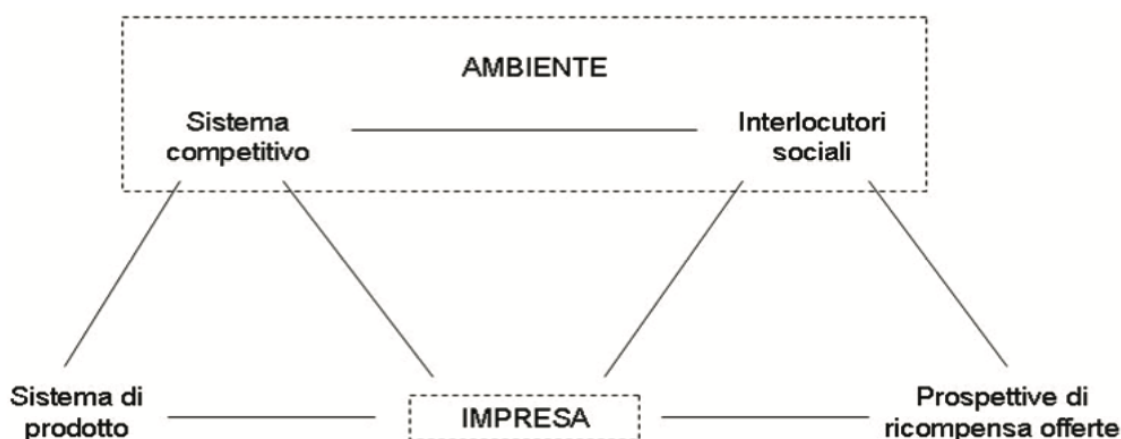 AMBIENTE
Sistema
competitivo
Interlocutori
sociali
Sistema di
prodotto
IMPRESA
Prospettive di
ricompensa offerte